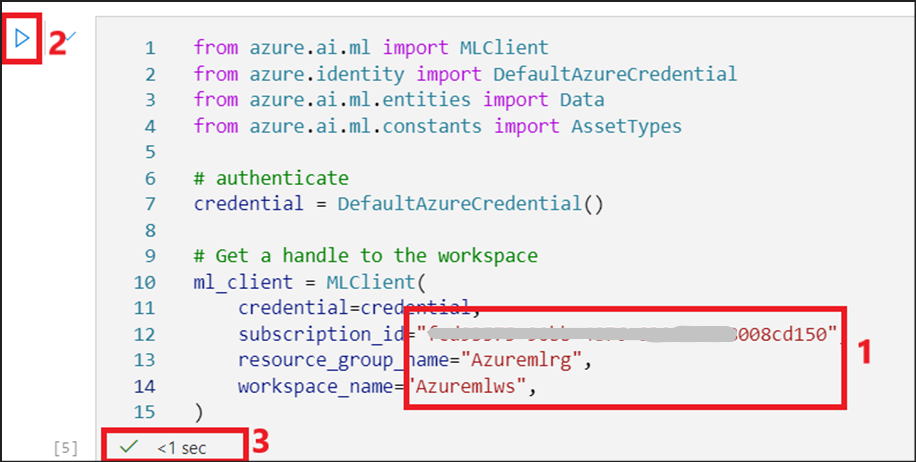 2
1 from azure.ai.ml import MLClient
2 from azure.identity import DefaultAzureCredential
3 from azure.ai.ml.entities import Data
4 from azure.ai.ml.constants import AssetTypes
5
6 # authenticate
7 credential = DefaultAzureCredential()
8
9 # Get a handle to the workspace
10 ml_client = MLClient(
11 credential=credential,
12 subscription_id="8008cd150",
13 resource_group_name="Azuremlrg",
14 workspace_name="Azuremlws",
15 )
1
[5] <1 sec
3